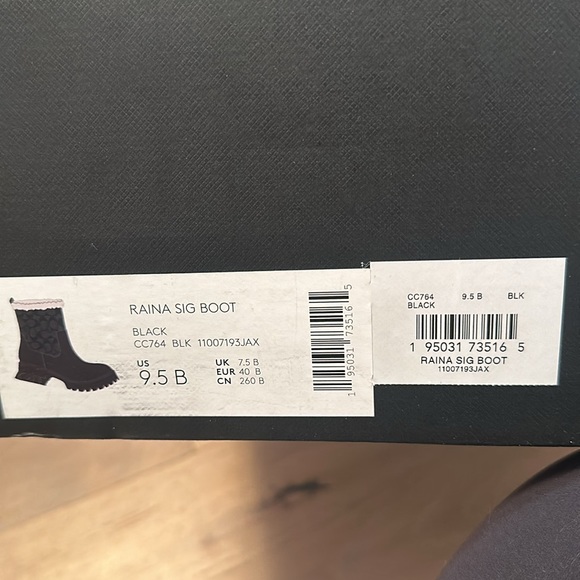 RAINA SIG BOOT
BLACK
CC764 BLK 11007193JAX
US
9.5 B
UK 7.5 B
EUR 40 B
CN 260 B
1 95031 73516 5
CC764 9.5 B BLK
BLACK
1 95031 73516 5
RAINA SIG BOOT
11007193JAX